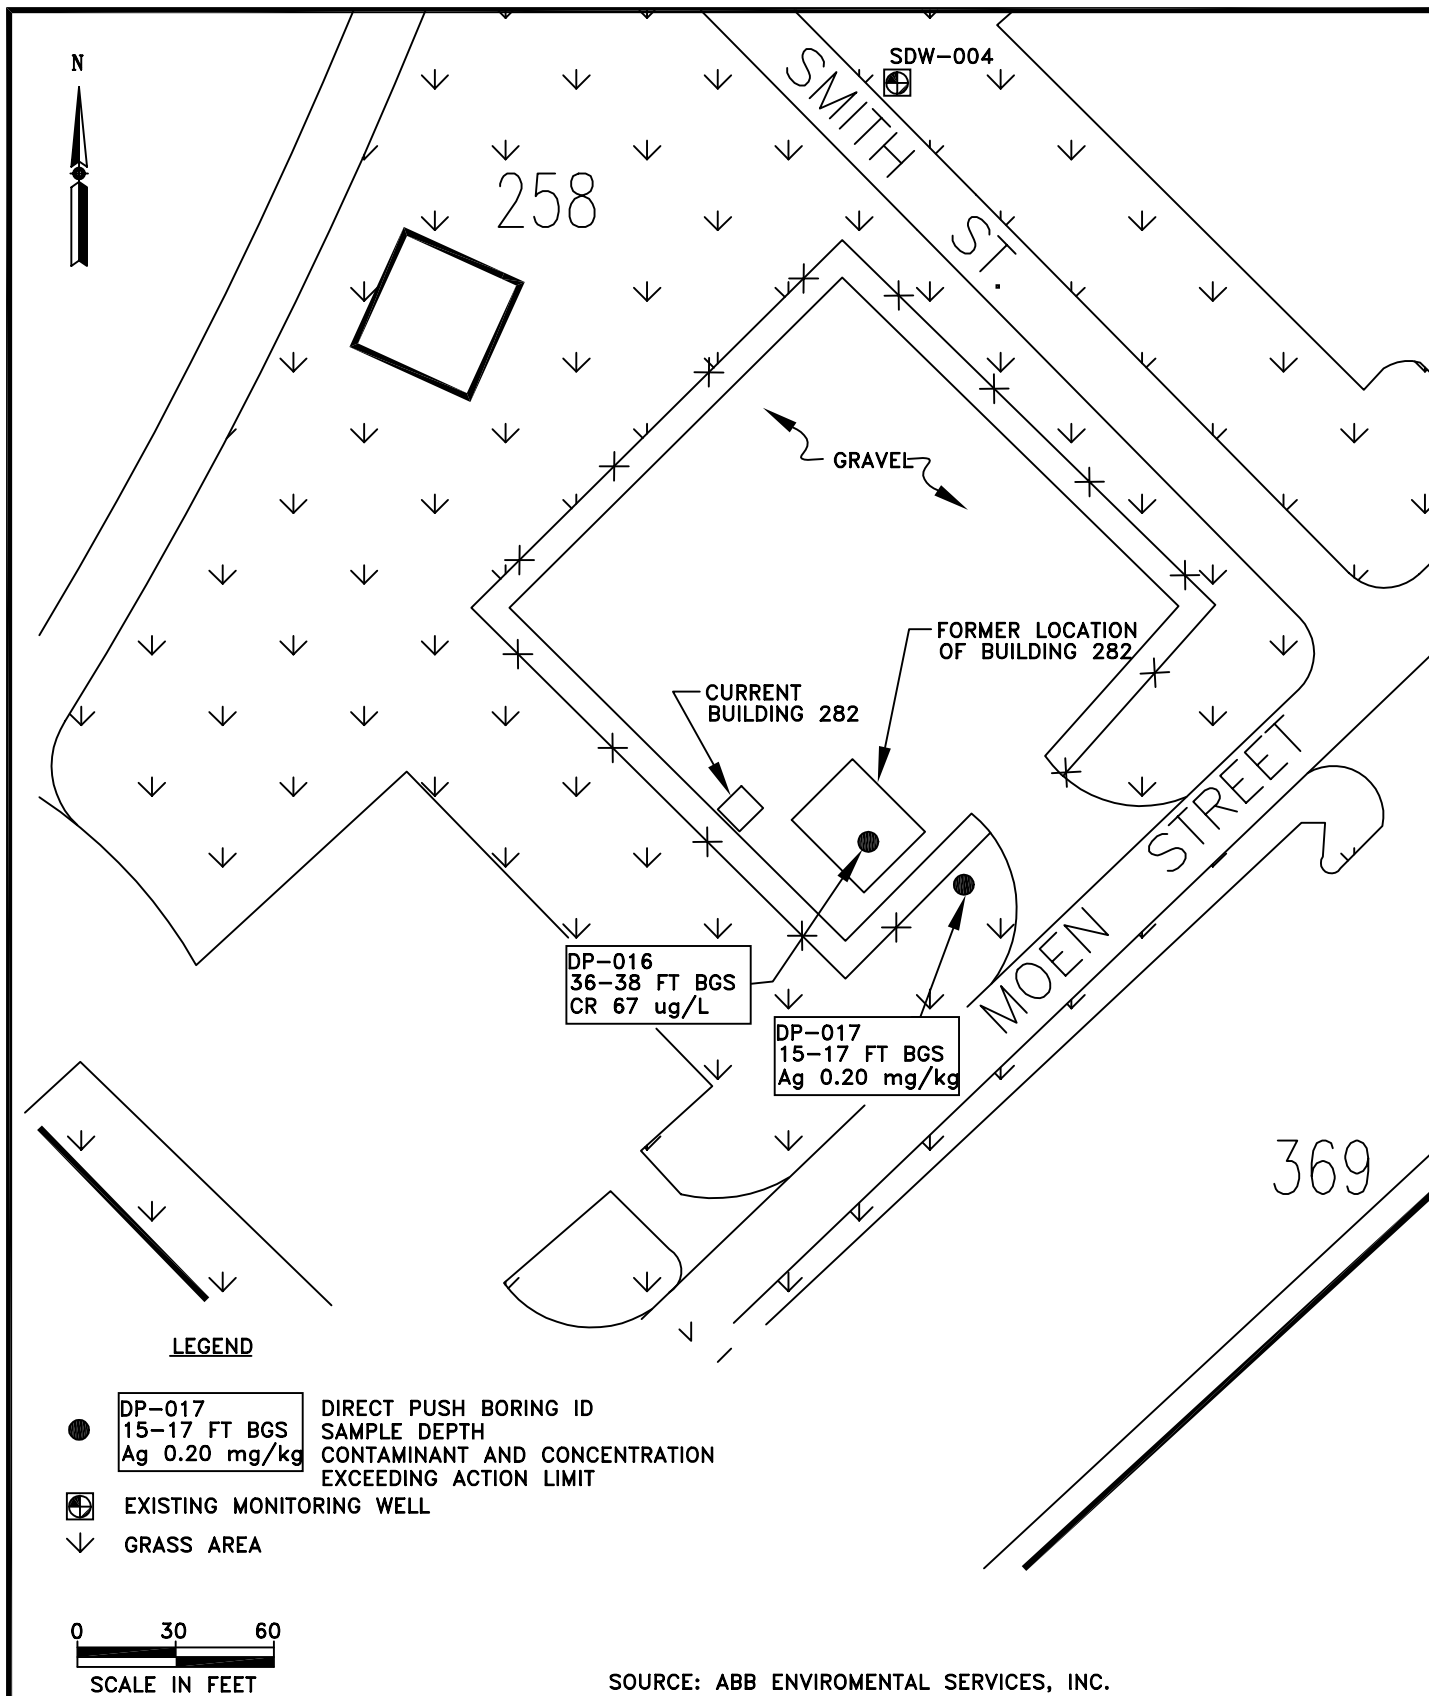 N
SDW-004
SMITH ST.
258
GRAVEL
FORMER LOCATION
OF BUILDING 282
CURRENT
BUILDING 282
MOEN STREET
DP-016
36-38 FT BGS
CR 67 ug/L
DP-017
15-17 FT BGS
Ag 0.20 mg/kg
369
LEGEND
DP-017
15-17 FT BGS
Ag 0.20 mg/kg
DIRECT PUSH BORING ID
SAMPLE DEPTH
CONTAMINANT AND CONCENTRATION
EXCEEDING ACTION LIMIT
EXISTING MONITORING WELL
GRASS AREA
0 30 60
SCALE IN FEET
SOURCE: ABB ENVIROMENTAL SERVICES, INC.